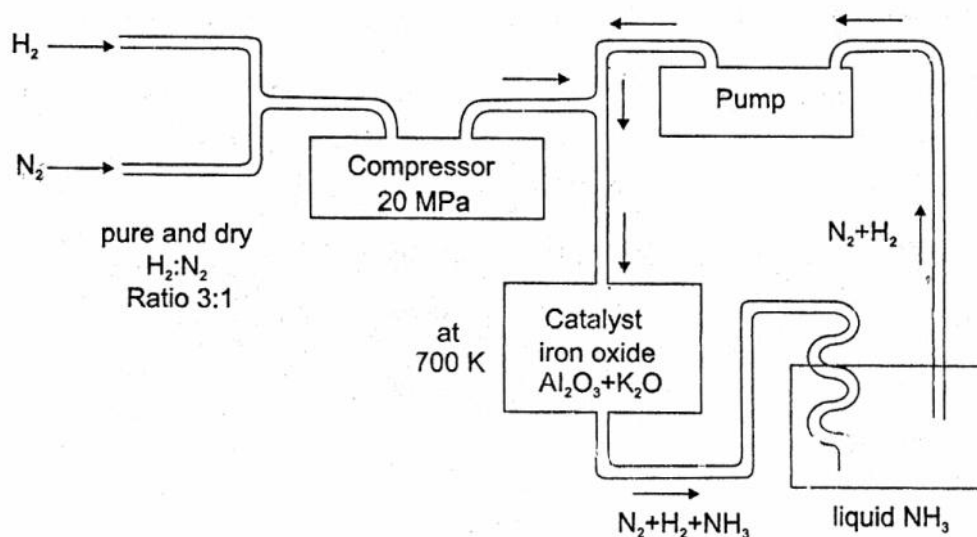 H₂
N₂
pure and dry
H₂:N₂
Ratio 3:1
Compressor
20 MPa
Pump
N₂+H₂
at
700 K
Catalyst
iron oxide
Al₂O₃+K₂O
N₂+H₂+NH₃
liquid NH₃